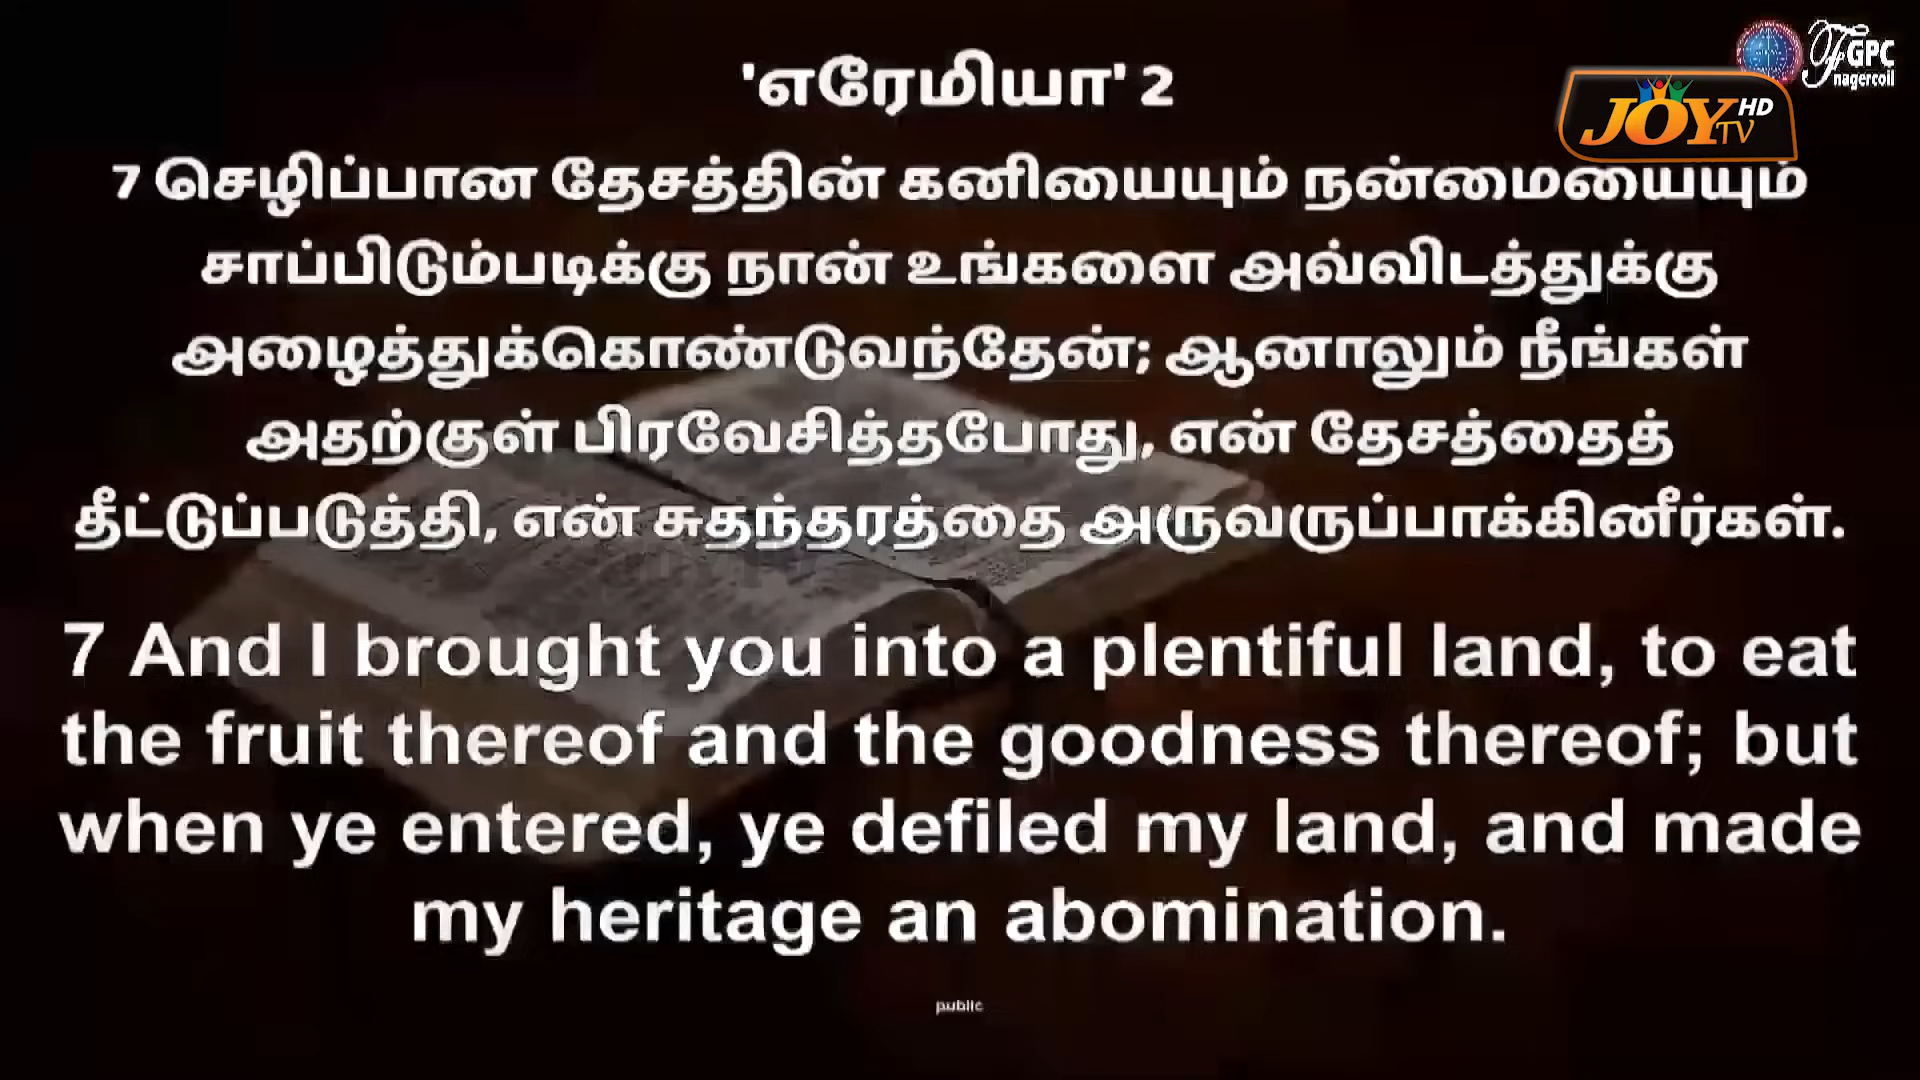 FGPC
nagercoil
JOY TV HD
'எரேமியா' 2
7 செழிப்பான தேசத்தின் கனியையும் நன்மையையும்
சாப்பிடும்படிக்கு நான் உங்களை அவ்விடத்துக்கு
அழைத்துக்கொண்டுவந்தேன்; ஆனாலும் நீங்கள்
அதற்குள் பிரவேசித்தபோது, என் தேசத்தைத்
தீட்டுப்படுத்தி, என் சுதந்தரத்தை அருவருப்பாக்கினீர்கள்.
7 And I brought you into a plentiful land, to eat
the fruit thereof and the goodness thereof; but
when ye entered, ye defiled my land, and made
my heritage an abomination.
public